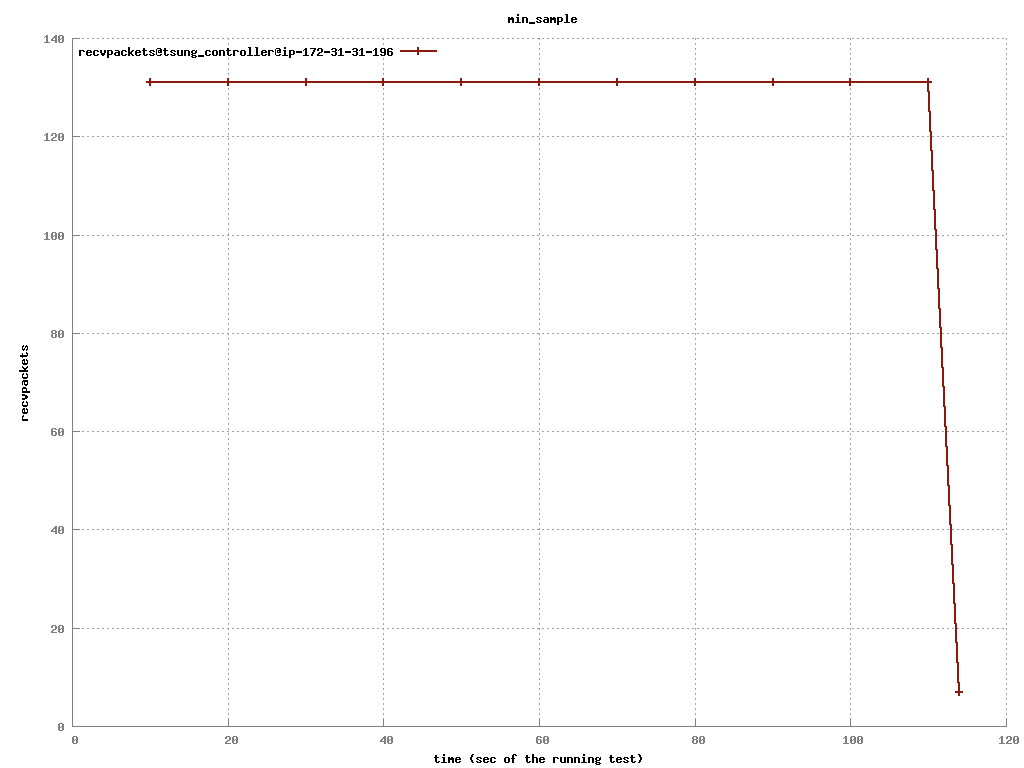 min_sample
140
recvpackets@tsung_controller@ip-172-31-31-196
120
100
80
60
40
20
0
recvpackets
0 20 40 60 80 100 120
time (sec of the running test)